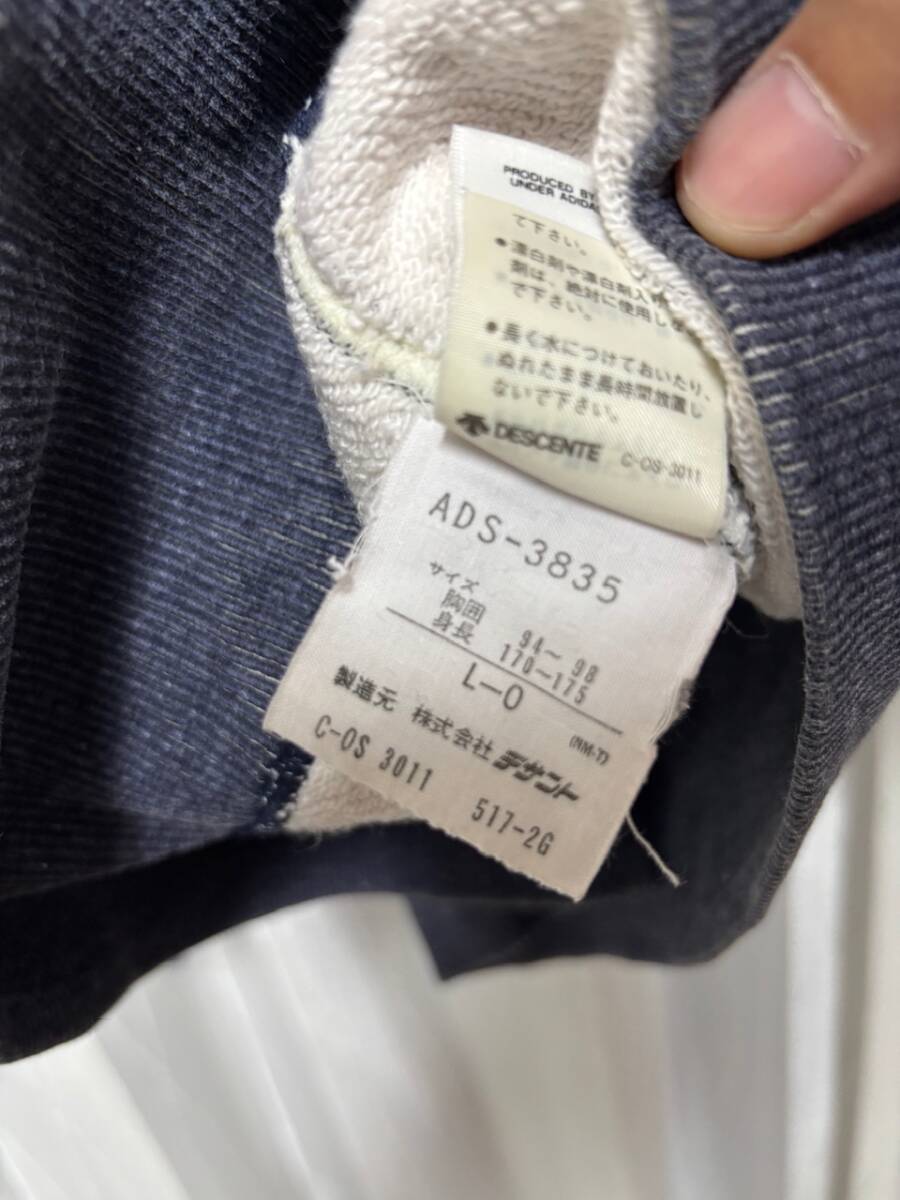 PRODUCED BY
UNDER ADIDA
て下さい。
●漂白剤や漂白剤入
剤は、絶対に使用し
で下さい。
●長く水につけておいたり、
ぬれたまま長時間放置し
ないで下さい。
DESCENTE C-OS-3011
ADS-3835
サイズ
胸囲 94~ 98
身長 170~175
L-O
(NM-T)
製造元 株式会社 デサント
C-OS 3011 517-2G